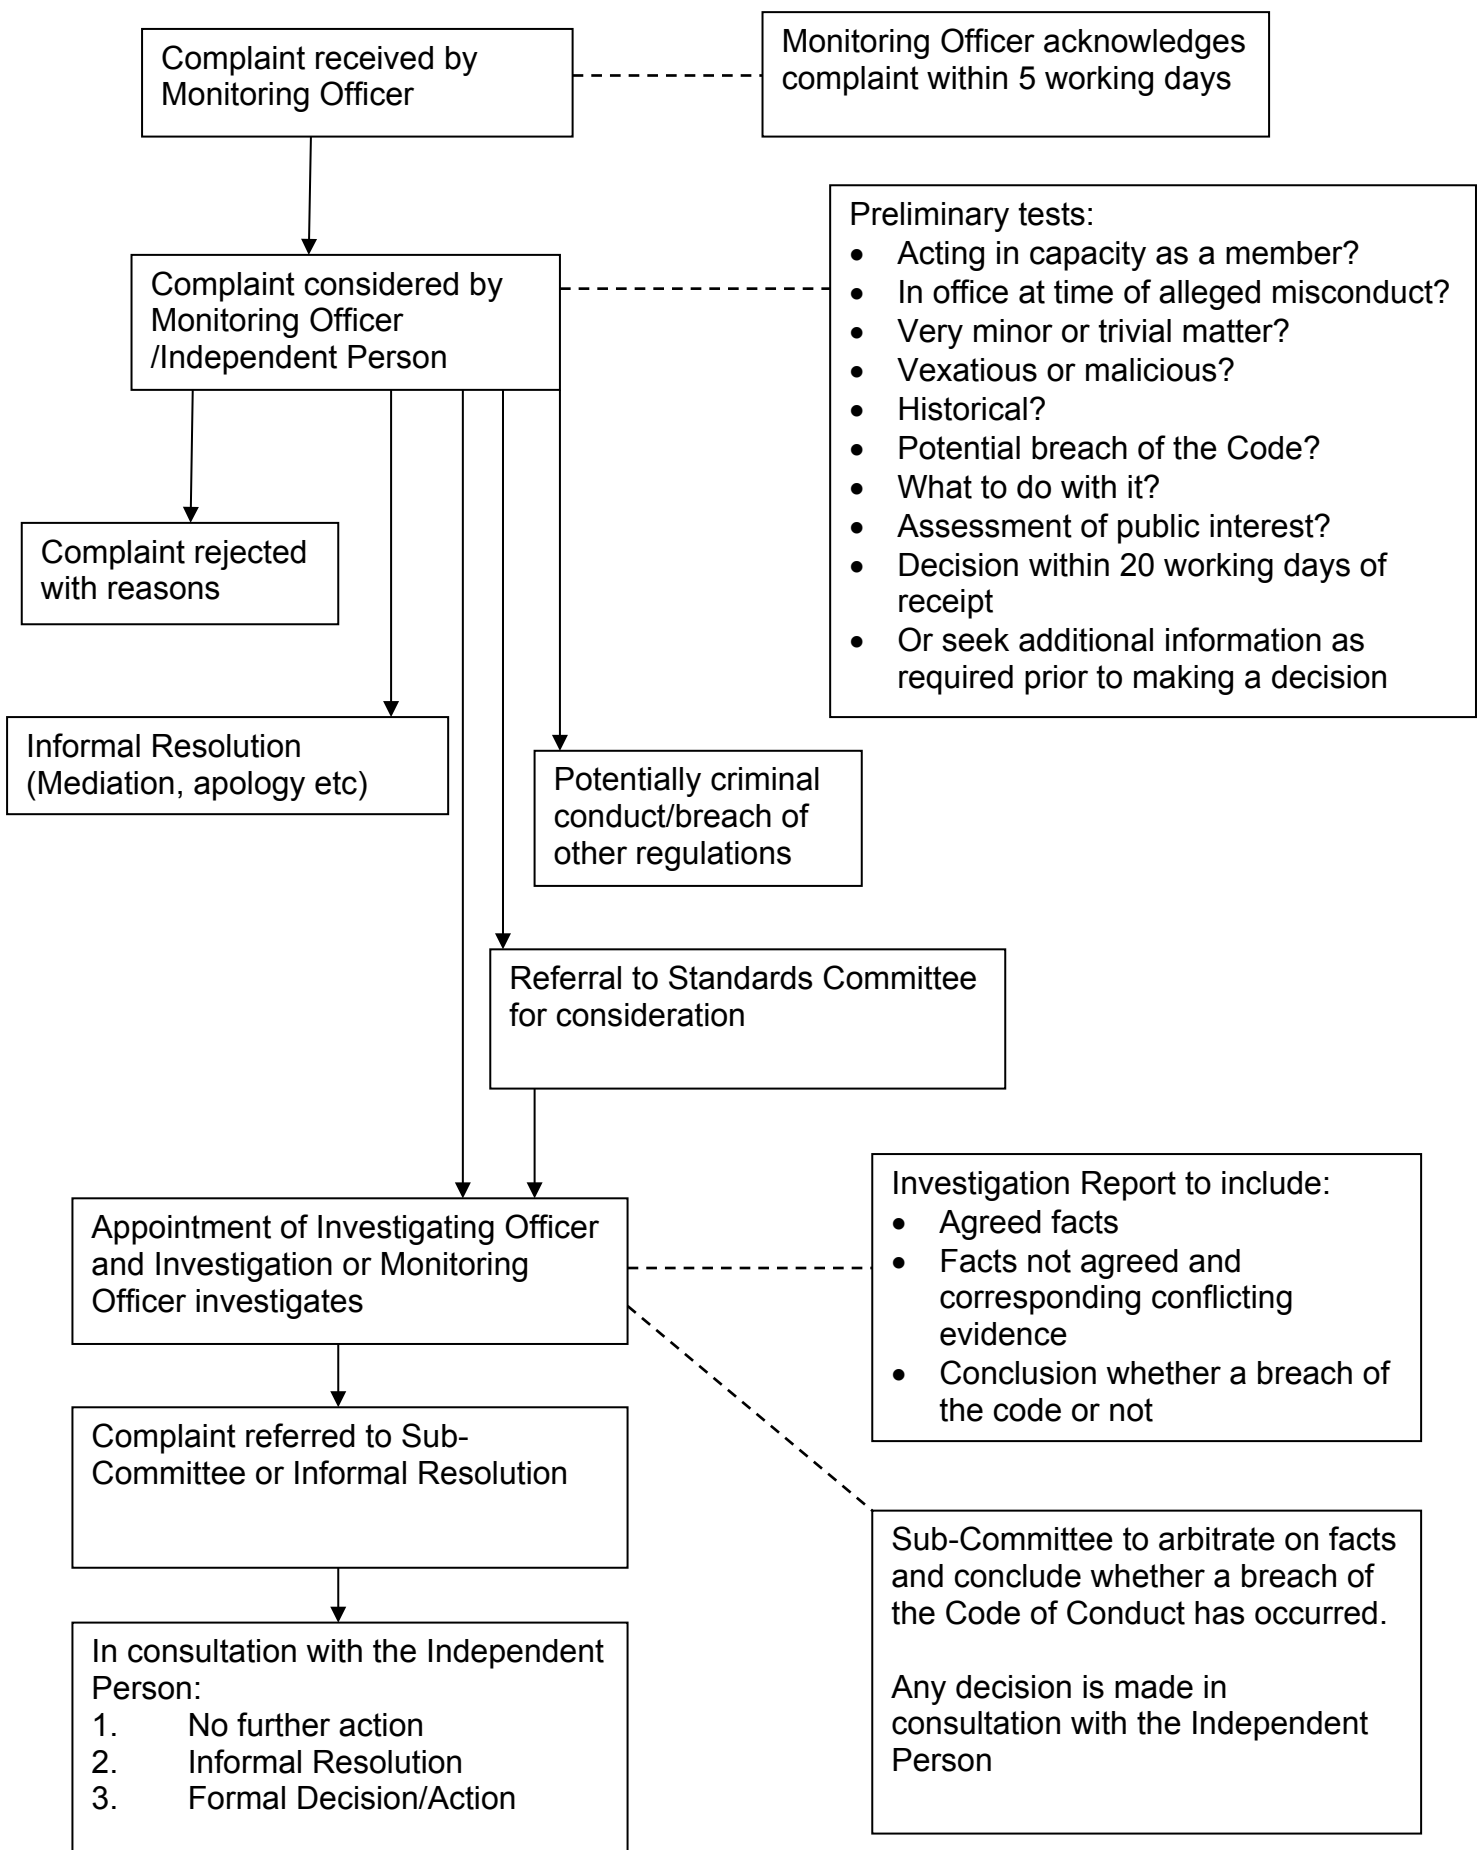 Complaint received by
Monitoring Officer
Monitoring Officer acknowledges
complaint within 5 working days
Complaint considered by
Monitoring Officer
/Independent Person
Preliminary tests:
• Acting in capacity as a member?
• In office at time of alleged misconduct?
• Very minor or trivial matter?
• Vexatious or malicious?
• Historical?
• Potential breach of the Code?
• What to do with it?
• Assessment of public interest?
• Decision within 20 working days of
receipt
• Or seek additional information as
required prior to making a decision
Complaint rejected
with reasons
Informal Resolution
(Mediation, apology etc)
Potentially criminal
conduct/breach of
other regulations
Referral to Standards Committee
for consideration
Appointment of Investigating Officer
and Investigation or Monitoring
Officer investigates
Investigation Report to include:
• Agreed facts
• Facts not agreed and
corresponding conflicting
evidence
• Conclusion whether a breach of
the code or not
Complaint referred to Sub-
Committee or Informal Resolution
Sub-Committee to arbitrate on facts
and conclude whether a breach of
the Code of Conduct has occurred.
Any decision is made in
consultation with the Independent
Person
In consultation with the Independent
Person:
1. No further action
2. Informal Resolution
3. Formal Decision/Action